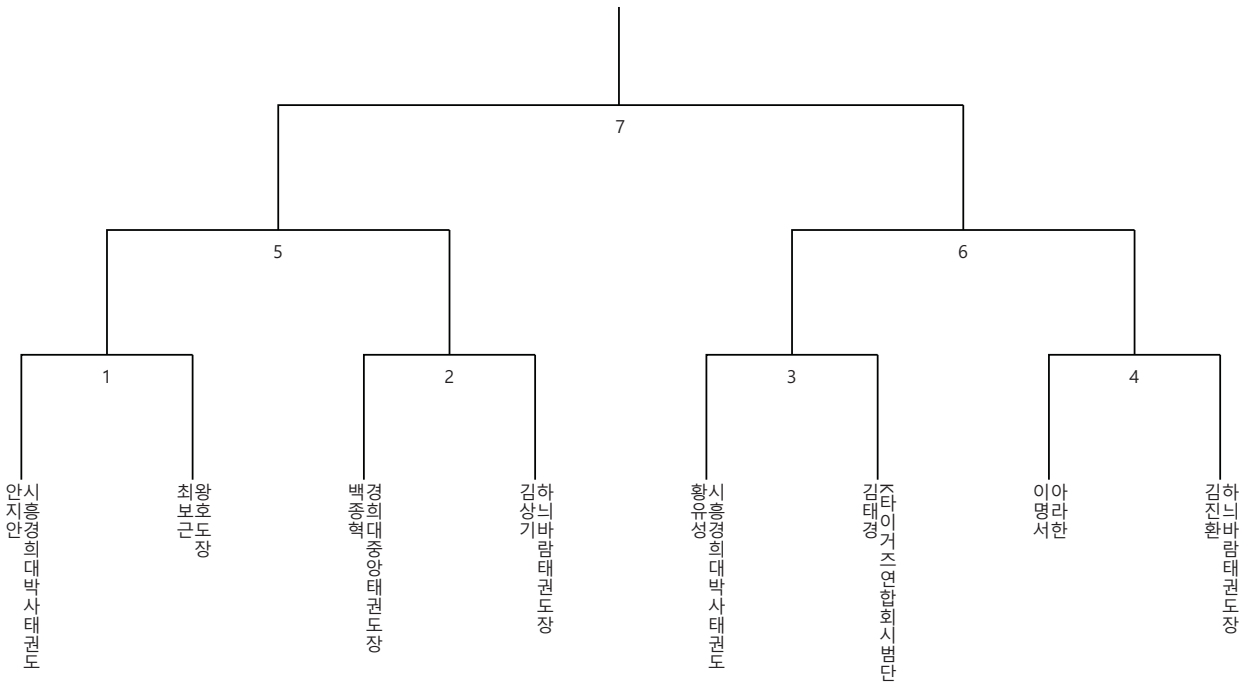 7
5
6
1
2
3
4
안지안
시흥경희대박사태권도
최보근
왕호도장
백종혁
경희대중앙태권도장
김상기
하늬바람태권도장
황유성
시흥경희대박사태권도
김태경
즈타이거즈연합회시범단
이명서
아라한
김진환
하늬바람태권도장